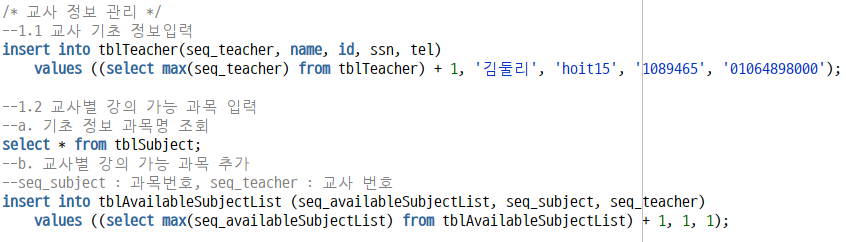 /* 교사 정보 관리 */
--1.1 교사 기초 정보입력
insert into tblTeacher(seq_teacher, name, id, ssn, tel)
    values ((select max(seq_teacher) from tblTeacher) + 1, '김둘리', 'hoit15', '1089465', '01064898000');

--1.2 교사별 강의 가능 과목 입력
--a. 기초 정보 과목명 조회
select * from tblSubject;
--b. 교사별 강의 가능 과목 추가
--seq_subject : 과목번호, seq_teacher : 교사 번호
insert into tblAvailableSubjectList (seq_availableSubjectList, seq_subject, seq_teacher)
    values ((select max(seq_availableSubjectList) from tblAvailableSubjectList) + 1, 1, 1);